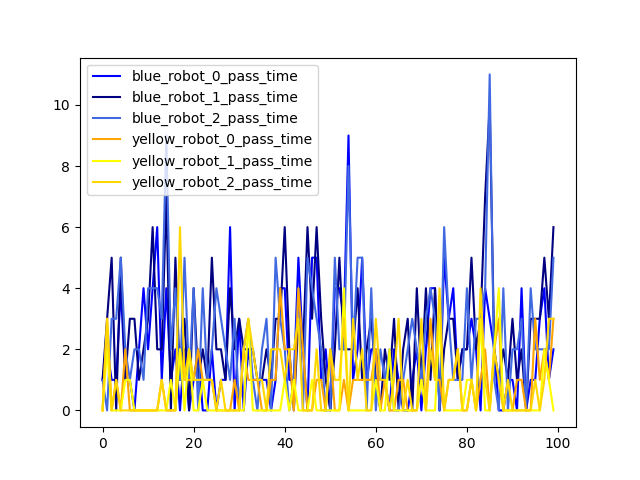 blue_robot_0_pass_time
blue_robot_1_pass_time
blue_robot_2_pass_time
yellow_robot_0_pass_time
yellow_robot_1_pass_time
yellow_robot_2_pass_time
10
8
6
4
2
0
0 20 40 60 80 100